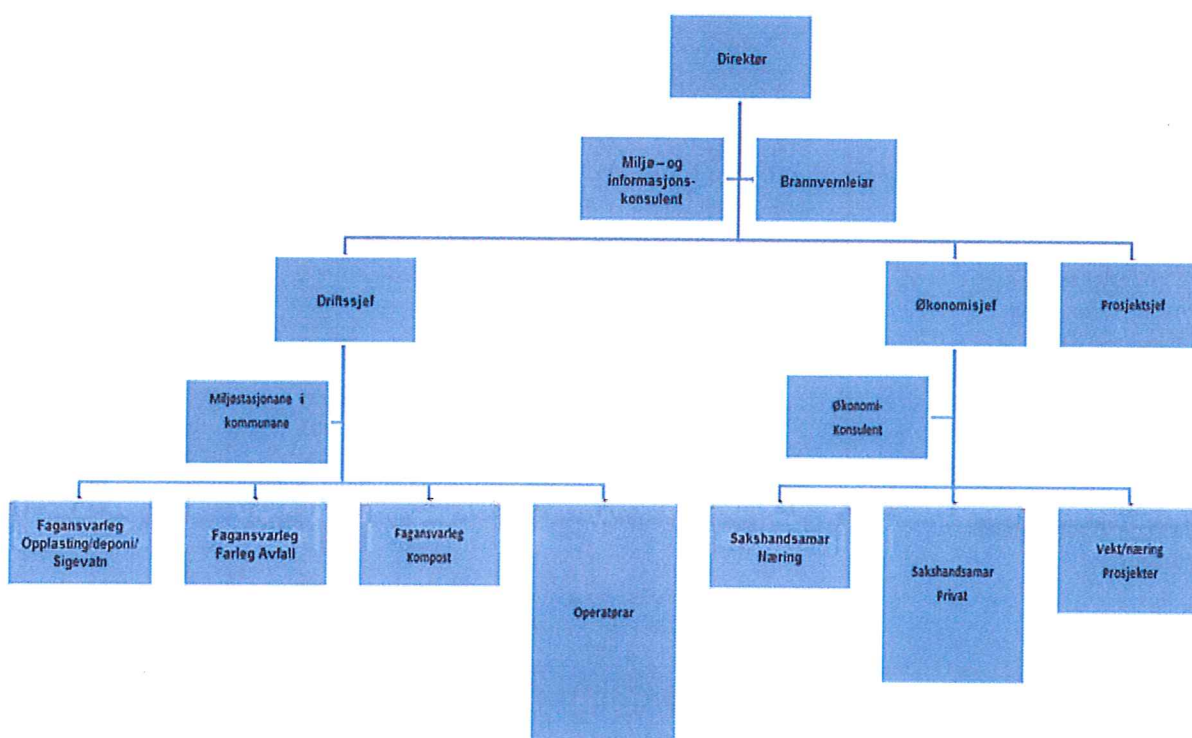 Direktør
Miljø – og
informasjons-
konsulent
Brannvernleiar
Driftssjef
Økonomisjef
Prosjektsjef
Miljøstasjonane i
kommunane
Økonomi-
Konsulent
Fagansvarleg
Opplasting/deponi/
Sigevatn
Fagansvarleg
Farleg Avfall
Fagansvarleg
Kompost
Operatørar
Sakshandsamar
Næring
Sakshandsamar
Privat
Vekt/næring
Prosjekter